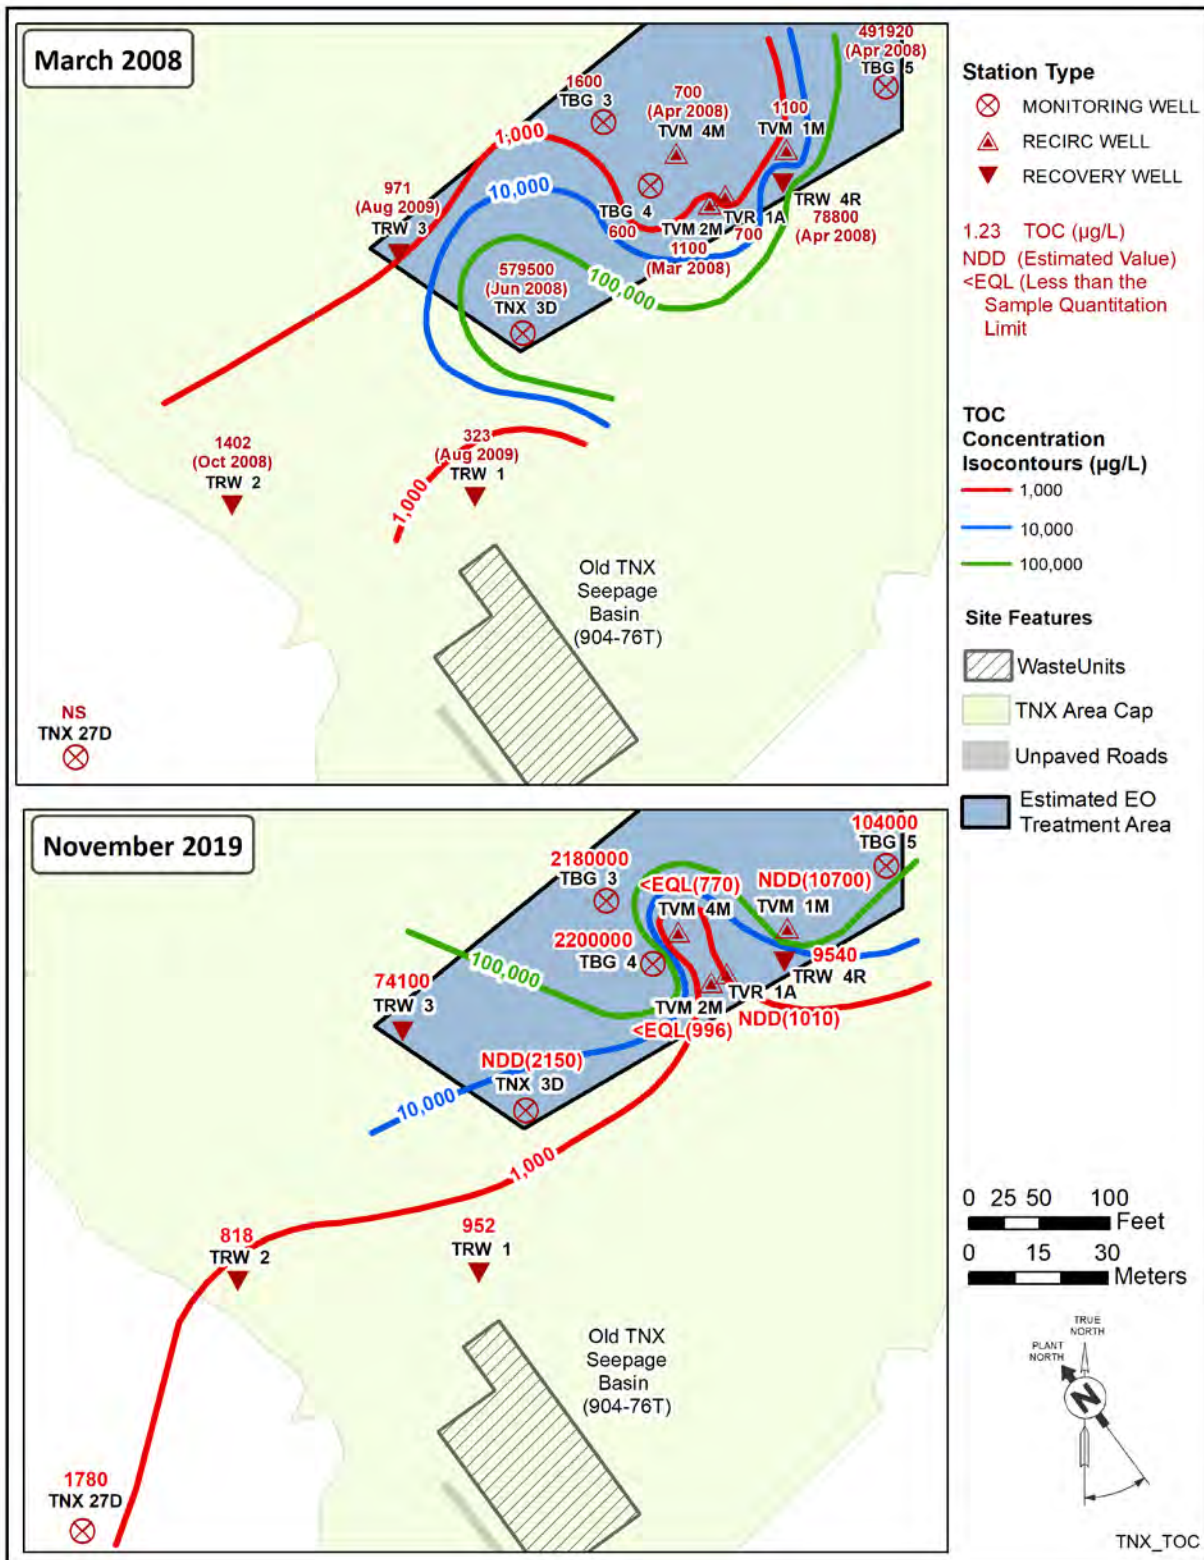 March 2008
491920
(Apr 2008)
TBG 5
1600
TBG 3
700
(Apr 2008)
TVM 4M
1100
TVM 1M
1,000
971
(Aug 2009)
TRW 3
10,000
TBG 4
600
TVM 2M
TVR 1A
700
1100
(Mar 2008)
TRW 4R
78800
(Apr 2008)
579500
(Jun 2008)
TNX 3D
100,000
1402
(Oct 2008)
TRW 2
323
(Aug 2009)
TRW 1
1,000
Old TNX
Seepage
Basin
(904-76T)
NS
TNX 27D
Station Type
MONITORING WELL
RECIRC WELL
RECOVERY WELL
1.23 TOC (µg/L)
NDD (Estimated Value)
<EQL (Less than the
Sample Quantitation
Limit
TOC
Concentration
Isocontours (µg/L)
1,000
10,000
100,000
Site Features
WasteUnits
TNX Area Cap
Unpaved Roads
Estimated EO
Treatment Area
November 2019
104000
TBG 5
2180000
TBG 3
<EQL(770)
TVM 4M
NDD(10700)
TVM 1M
2200000
TBG 4
100,000
9540
TRW 4R
74100
TRW 3
TVM 2M
TVR 1A
<EQL(996)
NDD(1010)
NDD(2150)
TNX 3D
10,000
1,000
818
TRW 2
952
TRW 1
Old TNX
Seepage
Basin
(904-76T)
1780
TNX 27D
0 25 50 100
Feet
0 15 30
Meters
TRUE
NORTH
PLANT
NORTH
N
TNX_TOC